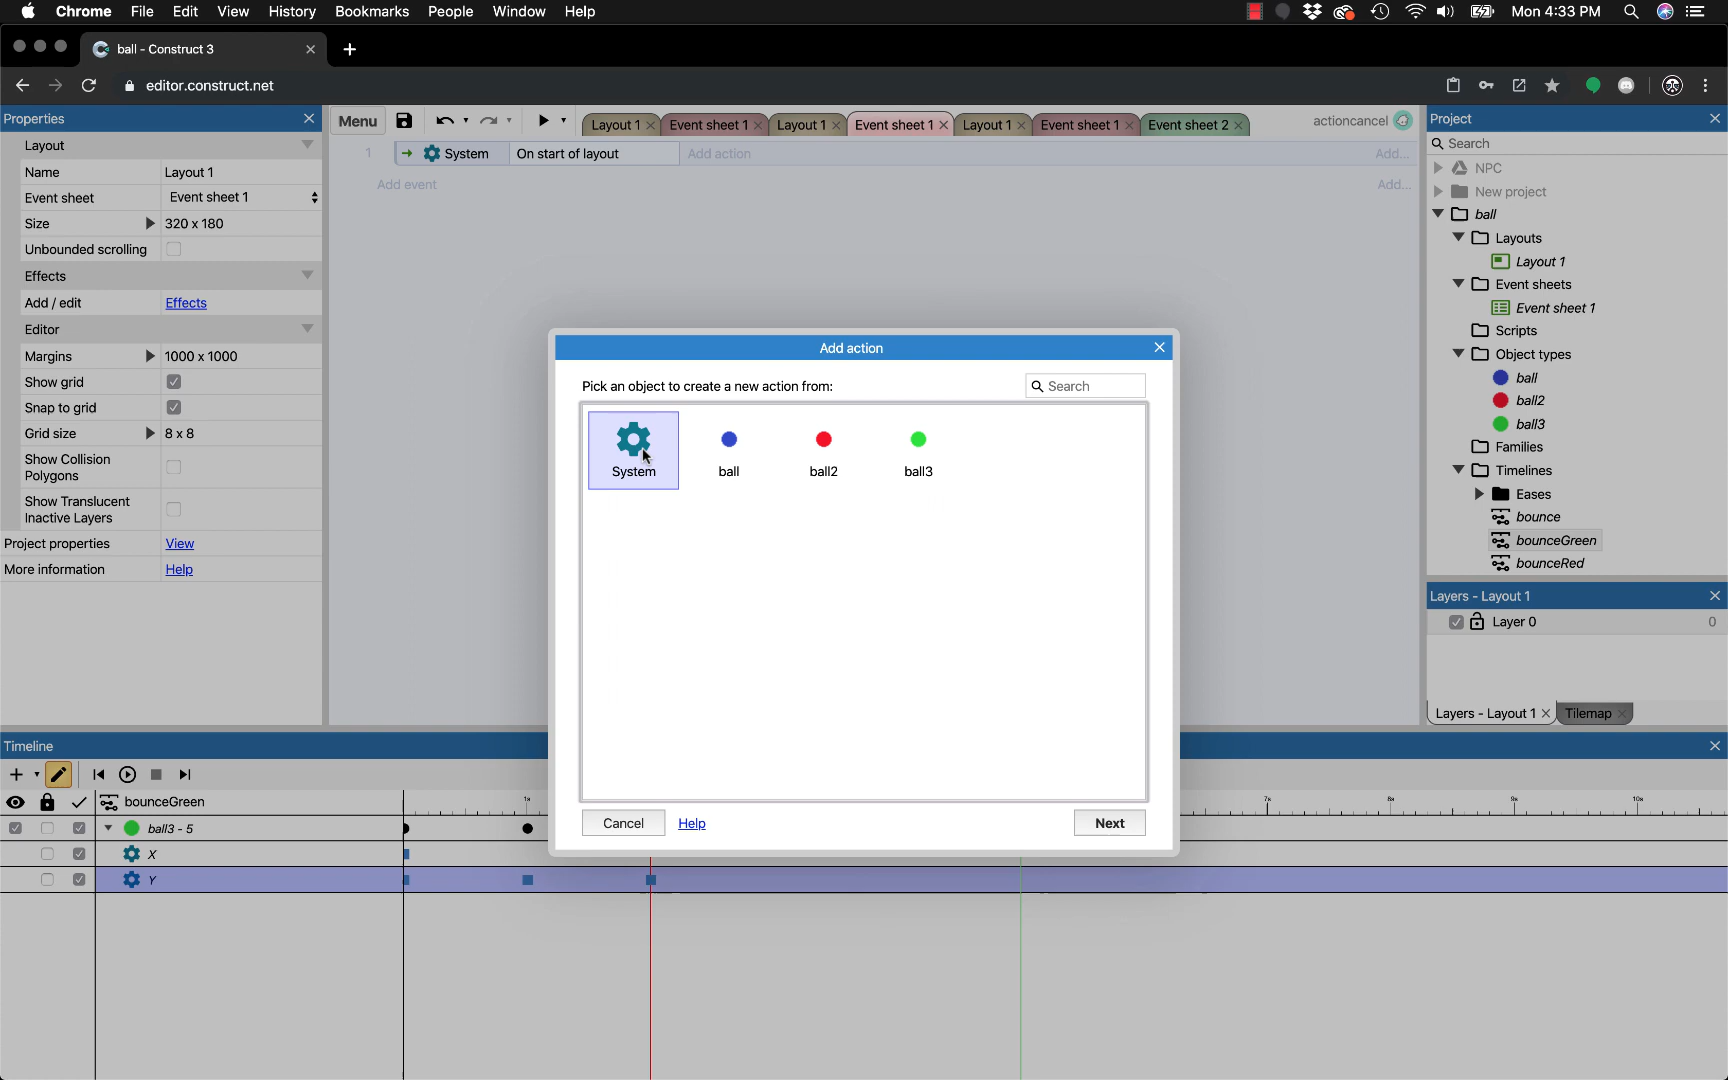 Chrome File Edit View History Bookmarks People Window Help Mon 4:33 PM
ball - Construct 3
editor.construct.net
Properties
Layout
Name Layout 1
Event sheet Event sheet 1
Size 320 x 180
Unbounded scrolling
Effects
Add / edit Effects
Editor
Margins 1000 x 1000
Show grid
Snap to grid
Grid size 8 x 8
Show Collision
Polygons
Show Translucent
Inactive Layers
Project properties View
More information Help
Menu
Layout 1 Event sheet 1 Layout 1 Event sheet 1 Layout 1 Event sheet 1 Event sheet 2
actioncancel
1 System On start of layout Add action Add...
Add event Add...
Add action
Pick an object to create a new action from:
Search
System ball ball2 ball3
Cancel Help Next
Project
Search
NPC
New project
ball
Layouts
Layout 1
Event sheets
Event sheet 1
Scripts
Object types
ball
ball2
ball3
Families
Timelines
Eases
bounce
bounceGreen
bounceRed
Layers - Layout 1
Layer 0 0
Layers - Layout 1 Tilemap
Timeline
bounceGreen
1s 7s 8s 9s 10s
ball3 - 5
X
Y